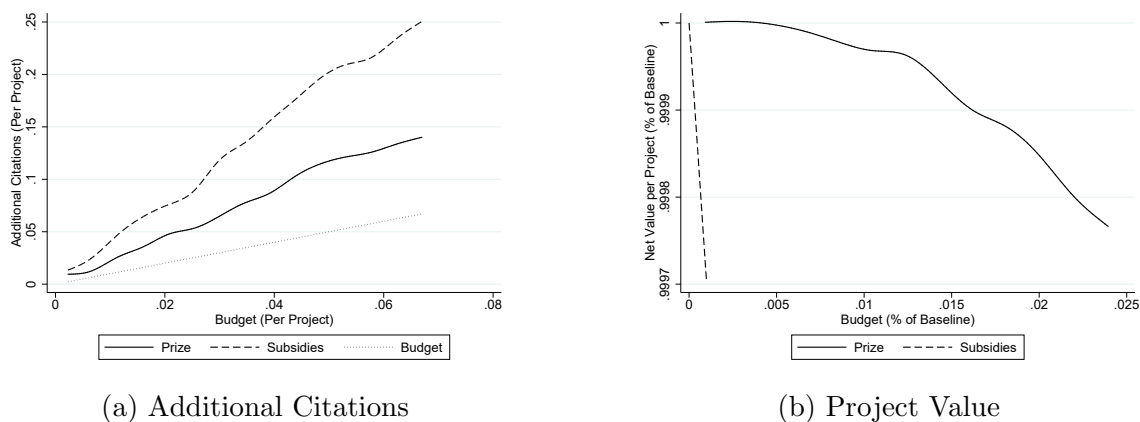 Additional Citations (Per Project)
.25
.2
.15
.1
.05
0
0 .02 .04 .06 .08
Budget (Per Project)
Prize Subsidies Budget
(a) Additional Citations
Net Value per Project (% of Baseline)
1
.9999
.9998
.9997
0 .005 .01 .015 .02 .025
Budget (% of Baseline)
Prize Subsidies
(b) Project Value